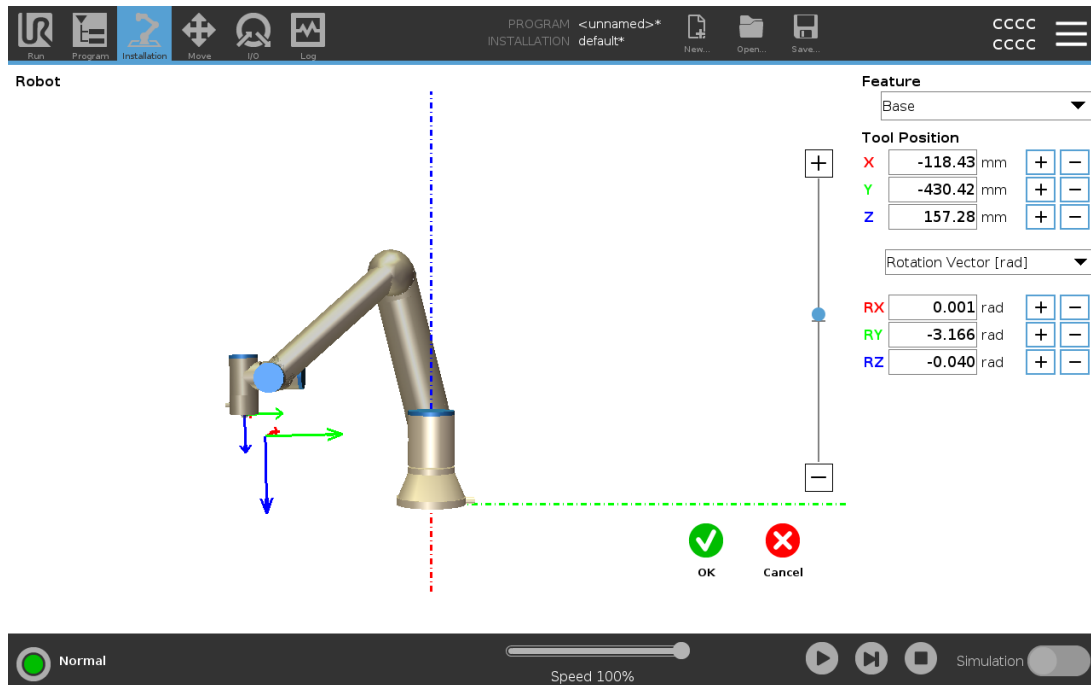 PROGRAM <unnamed>*
INSTALLATION default*
CCCC
CCCC
UR
Run
Program
Installation
Move
I/O
Log
New...
Open...
Save...
Robot
Feature
Base
Tool Position
X -118.43 mm + −
Y -430.42 mm + −
Z 157.28 mm + −
Rotation Vector [rad]
RX 0.001 rad + −
RY -3.166 rad + −
RZ -0.040 rad + −
+
−
OK
Cancel
Normal
Speed 100%
Simulation